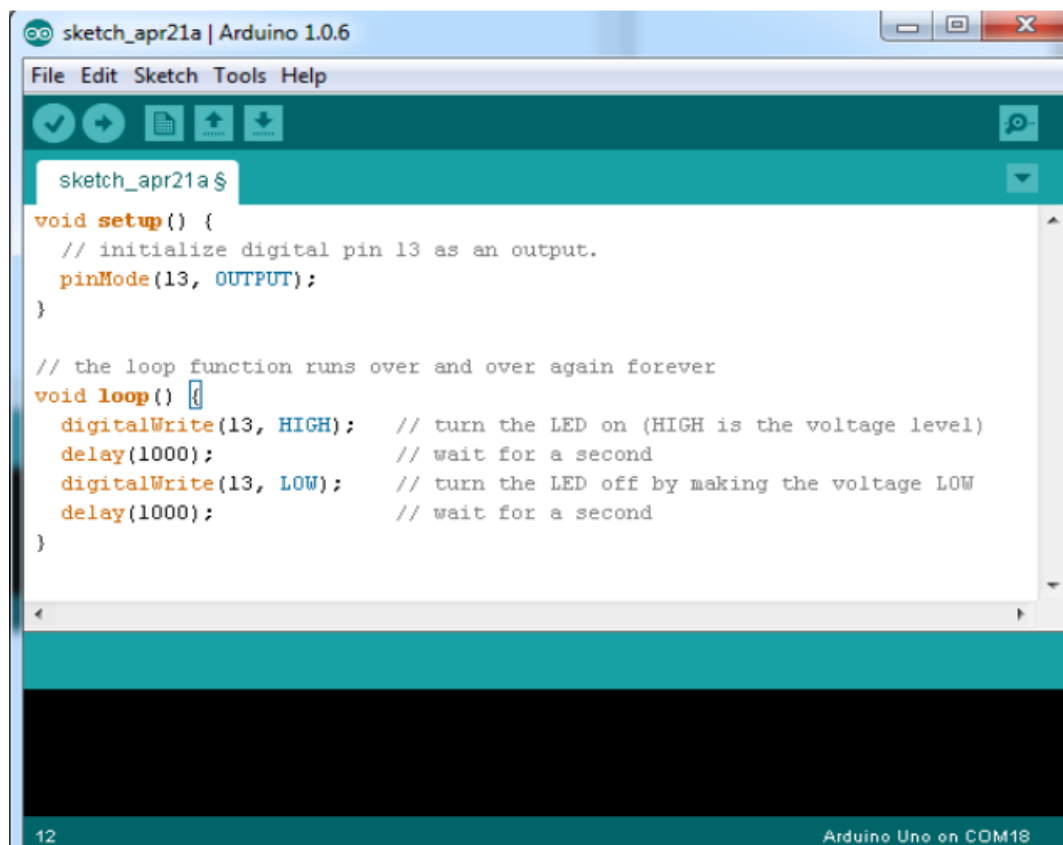 sketch_apr21a | Arduino 1.0.6
File Edit Sketch Tools Help
sketch_apr21a §
void setup() {
  // initialize digital pin 13 as an output.
  pinMode(13, OUTPUT);
}
// the loop function runs over and over again forever
void loop() {
  digitalWrite(13, HIGH);   // turn the LED on (HIGH is the voltage level)
  delay(1000);              // wait for a second
  digitalWrite(13, LOW);    // turn the LED off by making the voltage LOW
  delay(1000);              // wait for a second
}
12 Arduino Uno on COM18